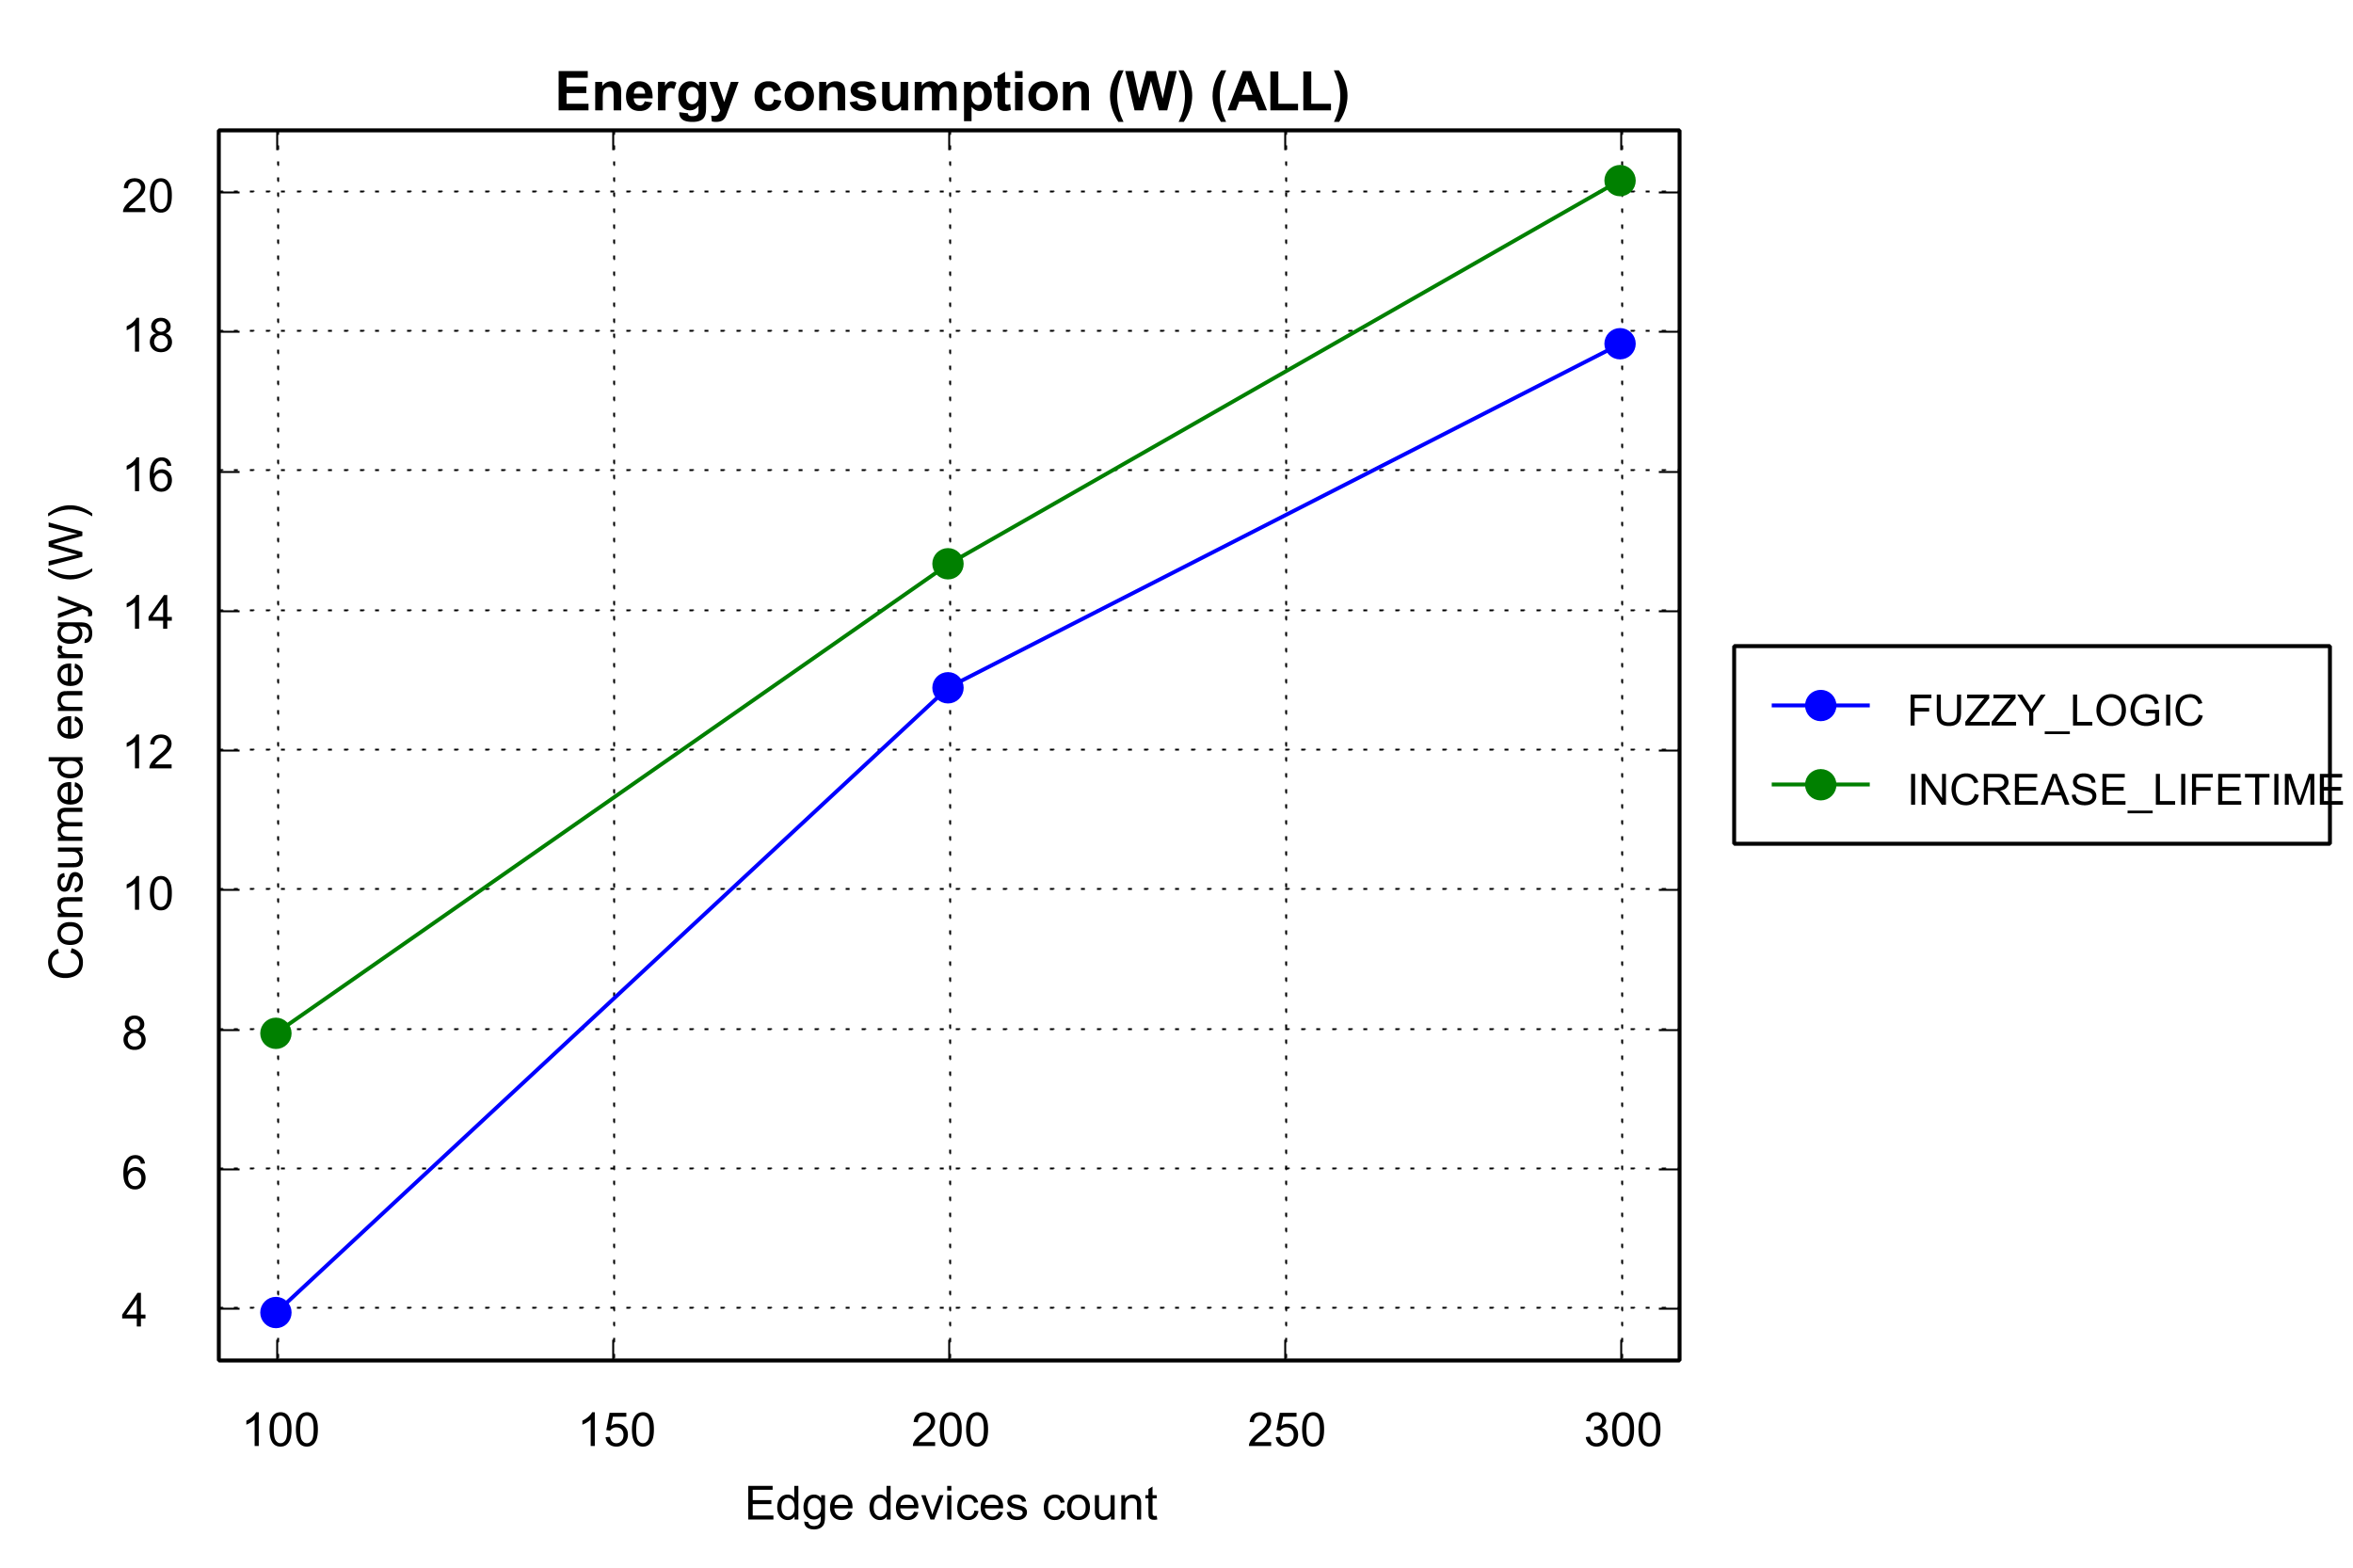 Energy consumption (W) (ALL)
20
18
16
14
12
10
8
6
4
Consumed energy (W)
100 150 200 250 300
Edge devices count
FUZZY_LOGIC
INCREASE_LIFETIME